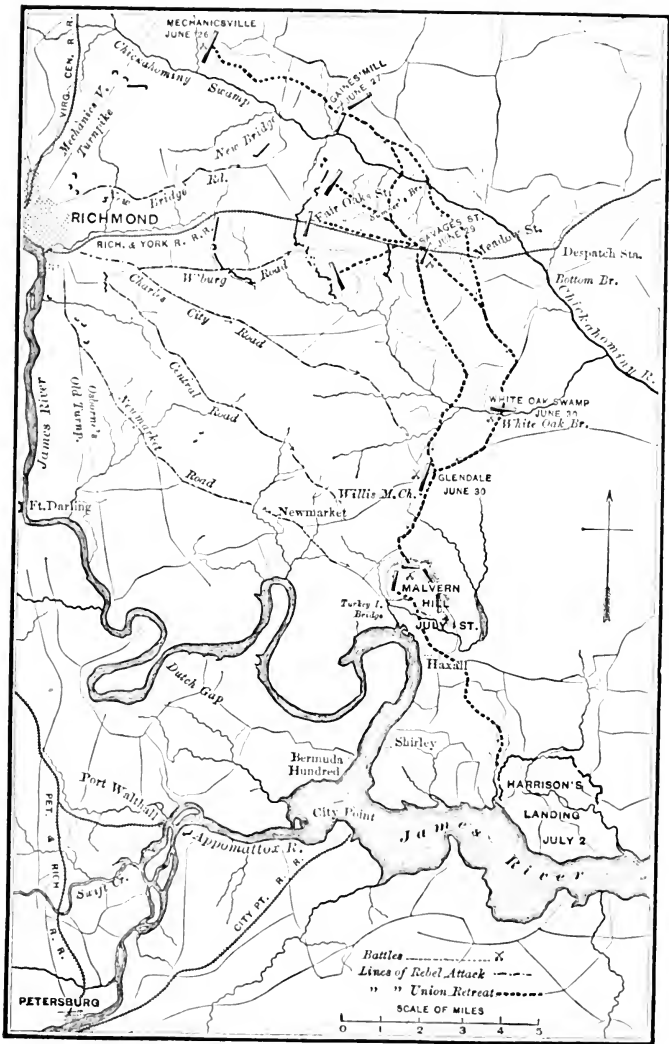 MECHANICSVILLE
JUNE 26
VIRG. CEN. R. R.
Chickahominy Swamp
GAINES' MILL
JUNE 27
Mechanics V.
Turnpike
New Bridge
New Bridge Rd.
RICHMOND
Fair Oaks St.
SAVAGES ST.
JUNE 29
Meadow St.
RICH. & YORK R. R.
Despatch Stn.
Bottom Br.
W'burg Road
Chickahominy R.
Charles City Road
Central Road
James River
Osborne's
Old Turnp.
Newmarket Road
WHITE OAK SWAMP
JUNE 30
White Oak Br.
GLENDALE
JUNE 30
Willis M. Ch.
Ft. Darling
Newmarket
MALVERN
HILL
JULY 1ST.
Turkey I.
Bridge
Haxall
Dutch Gap
Shirley
Bermuda
Hundred
HARRISON'S
LANDING
JULY 2
Port Walthall
City Point
James River
Appomattox R.
PET. & RICH R. R.
Swift Cr.
CITY PT. R. R.
PETERSBURG
Battles
Lines of Rebel Attack
" " Union Retreat
SCALE OF MILES
0 1 2 3 4 5